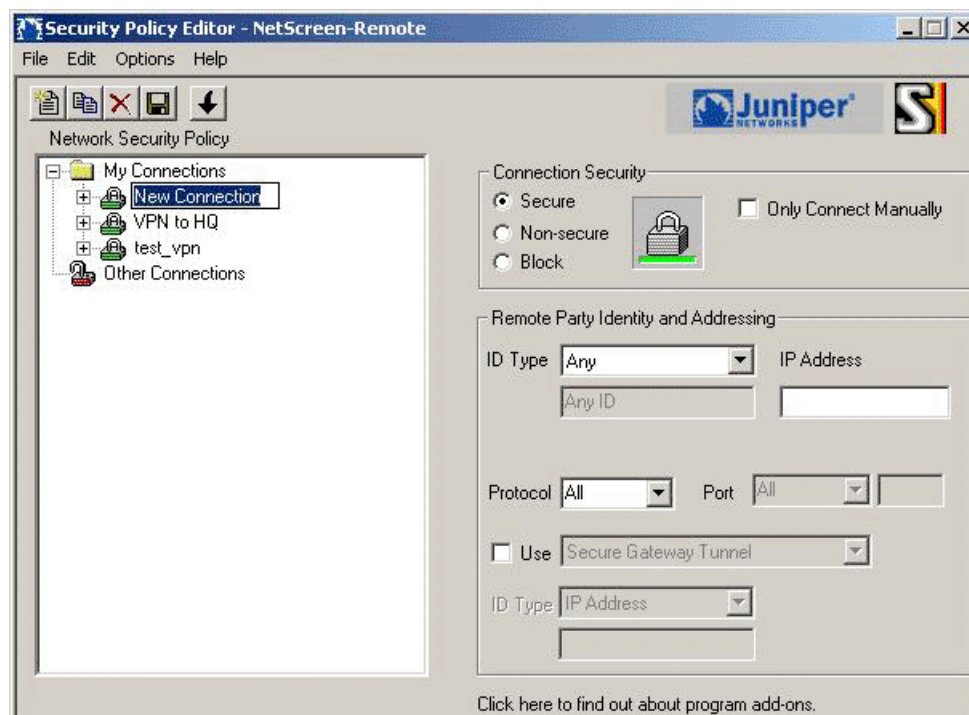 Security Policy Editor - NetScreen-Remote
File Edit Options Help
Juniper
NETWORKS
S
Network Security Policy
My Connections
New Connection
VPN to HQ
test_vpn
Other Connections
Connection Security
Secure
Non-secure
Block
Only Connect Manually
Remote Party Identity and Addressing
ID Type Any IP Address
Any ID
Protocol All Port All
Use Secure Gateway Tunnel
ID Type IP Address
Click here to find out about program add-ons.